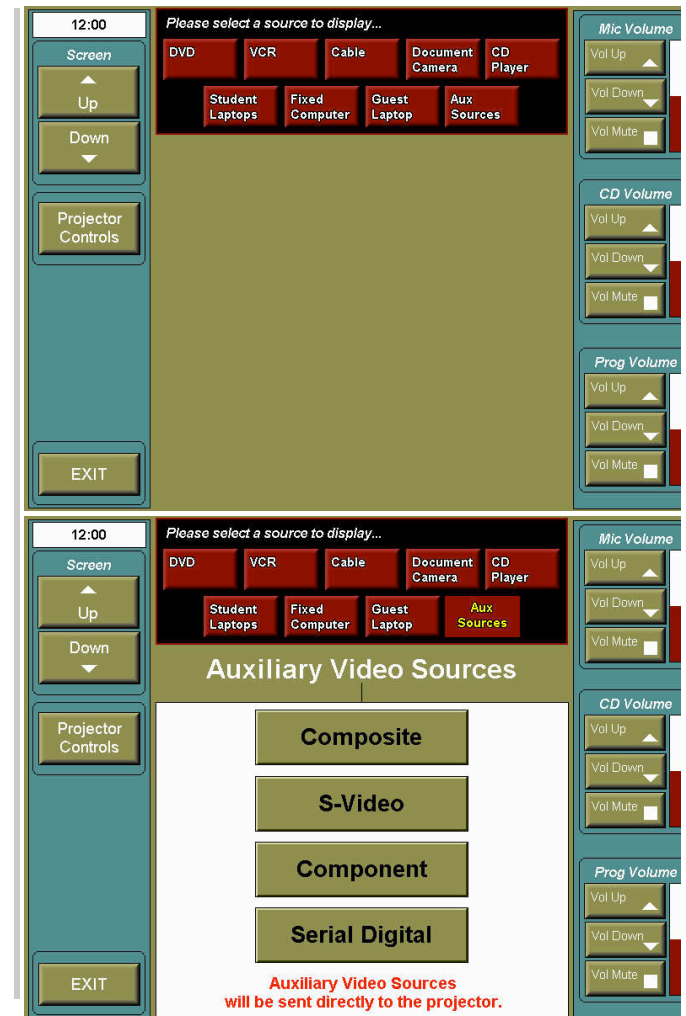 12:00
Screen
Up
Down
Projector
Controls
EXIT
Please select a source to display...
DVD
VCR
Cable
Document
Camera
CD
Player
Student
Laptops
Fixed
Computer
Guest
Laptop
Aux
Sources
Mic Volume
Vol Up
Vol Down
Vol Mute
CD Volume
Vol Up
Vol Down
Vol Mute
Prog Volume
Vol Up
Vol Down
Vol Mute
12:00
Screen
Up
Down
Projector
Controls
EXIT
Please select a source to display...
DVD
VCR
Cable
Document
Camera
CD
Player
Student
Laptops
Fixed
Computer
Guest
Laptop
Aux
Sources
Auxiliary Video Sources
Composite
S-Video
Component
Serial Digital
Auxiliary Video Sources
will be sent directly to the projector.
Mic Volume
Vol Up
Vol Down
Vol Mute
CD Volume
Vol Up
Vol Down
Vol Mute
Prog Volume
Vol Up
Vol Down
Vol Mute